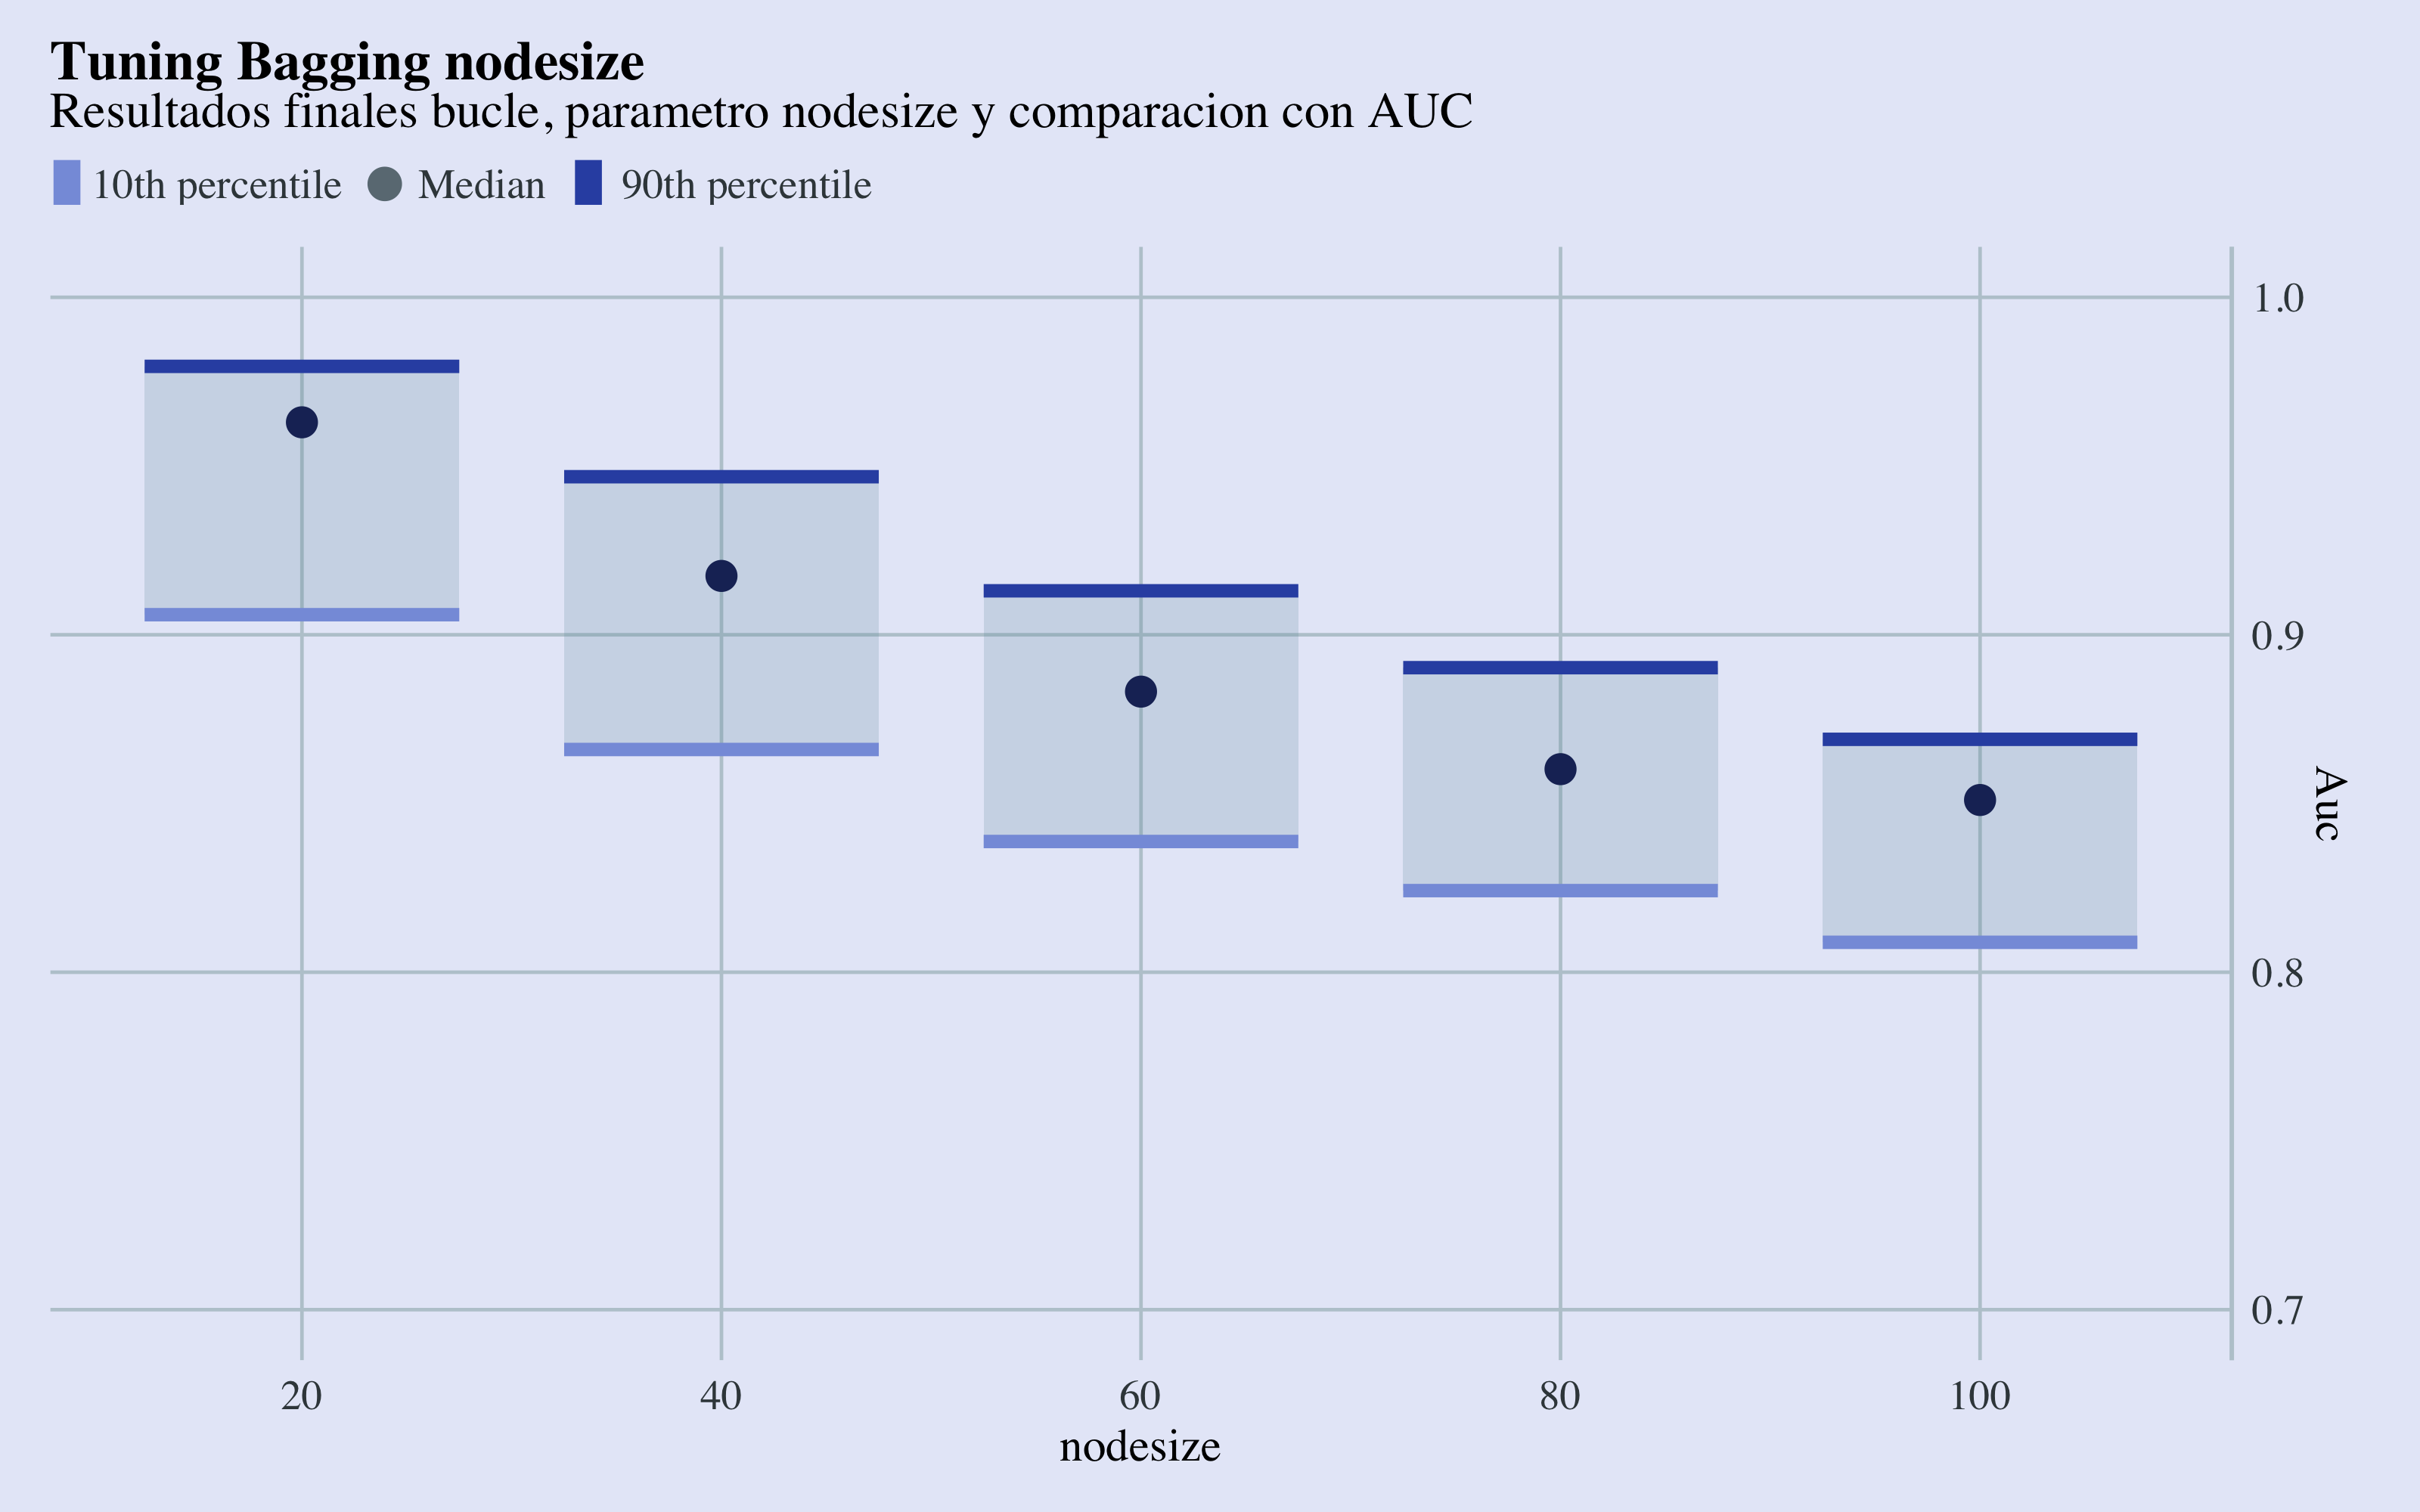 Tuning Bagging nodesize
Resultados finales bucle, parametro nodesize y comparacion con AUC
10th percentile Median 90th percentile
1.0
0.9
0.8
0.7
Auc
20 40 60 80 100
nodesize